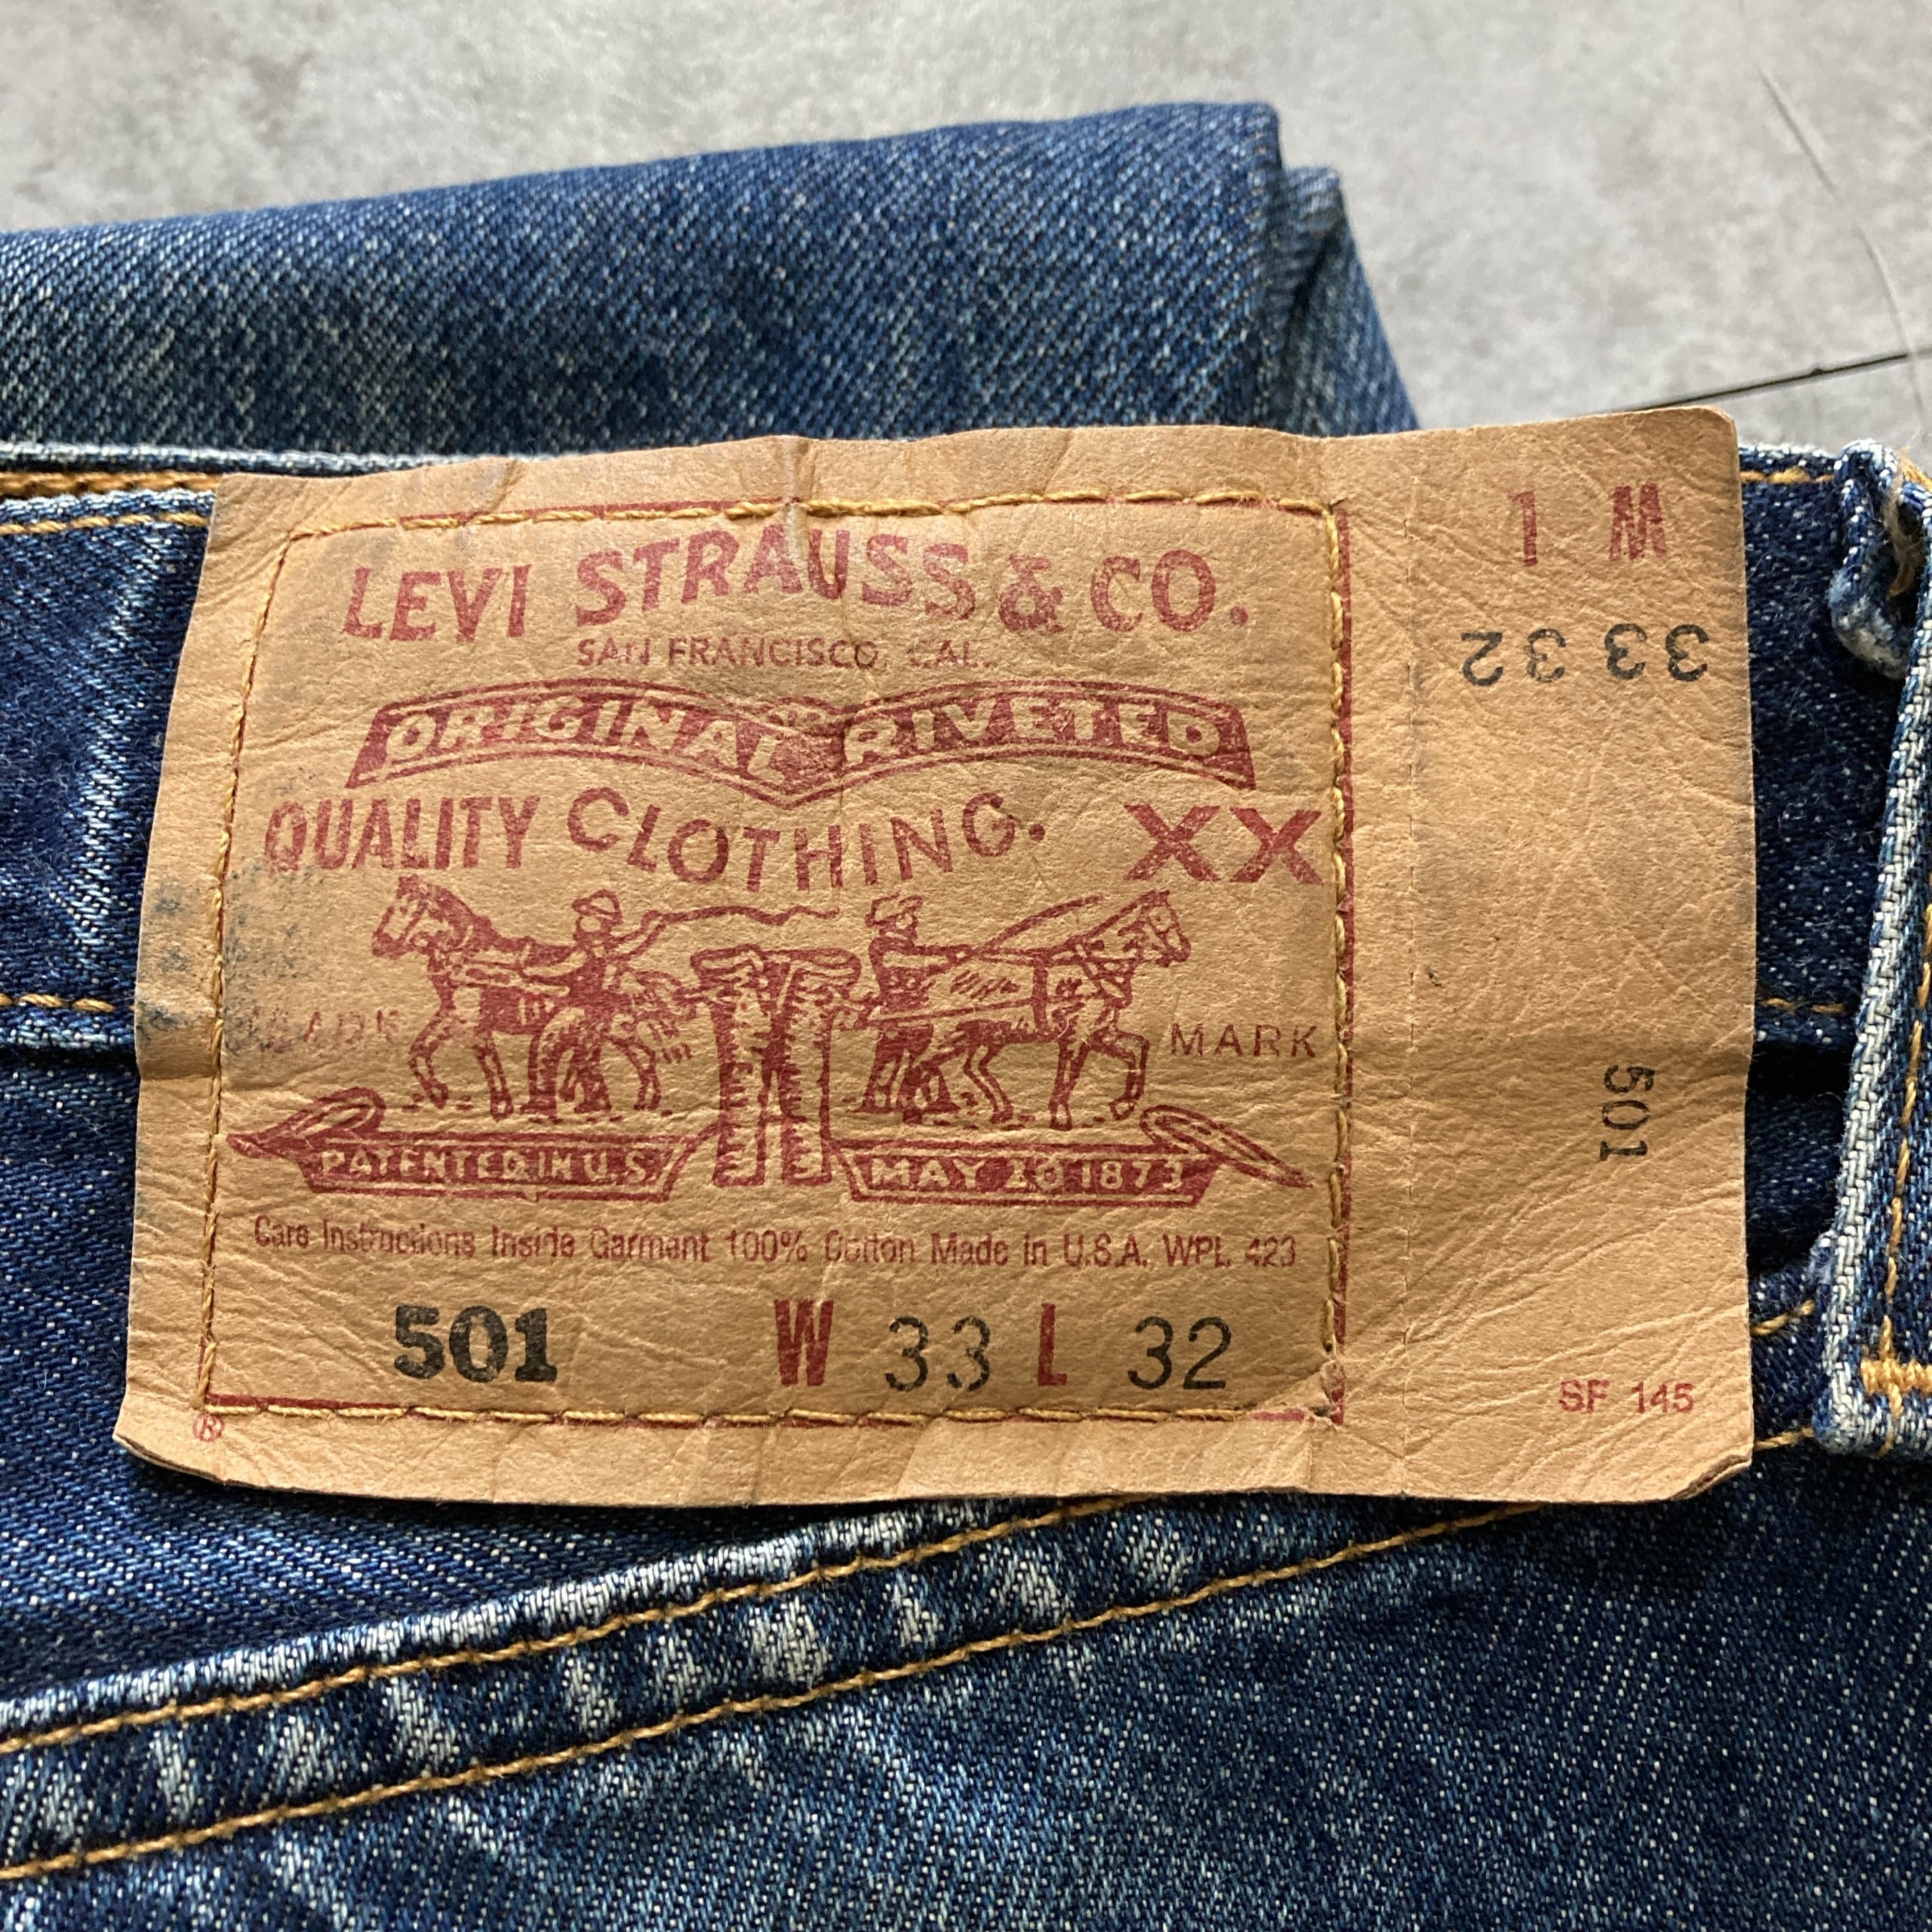 LEVI STRAUSS & CO.
SAN FRANCISCO, CAL.
ORIGINAL RIVETED
QUALITY CLOTHING. XX
MARK
PATENTED IN U.S.
MAY 20 1873
Care Instructions Inside Garment 100% Cotton Made in U.S.A. WPL 423
501 W 33 L 32
®
W L
33 32
501
SF 145